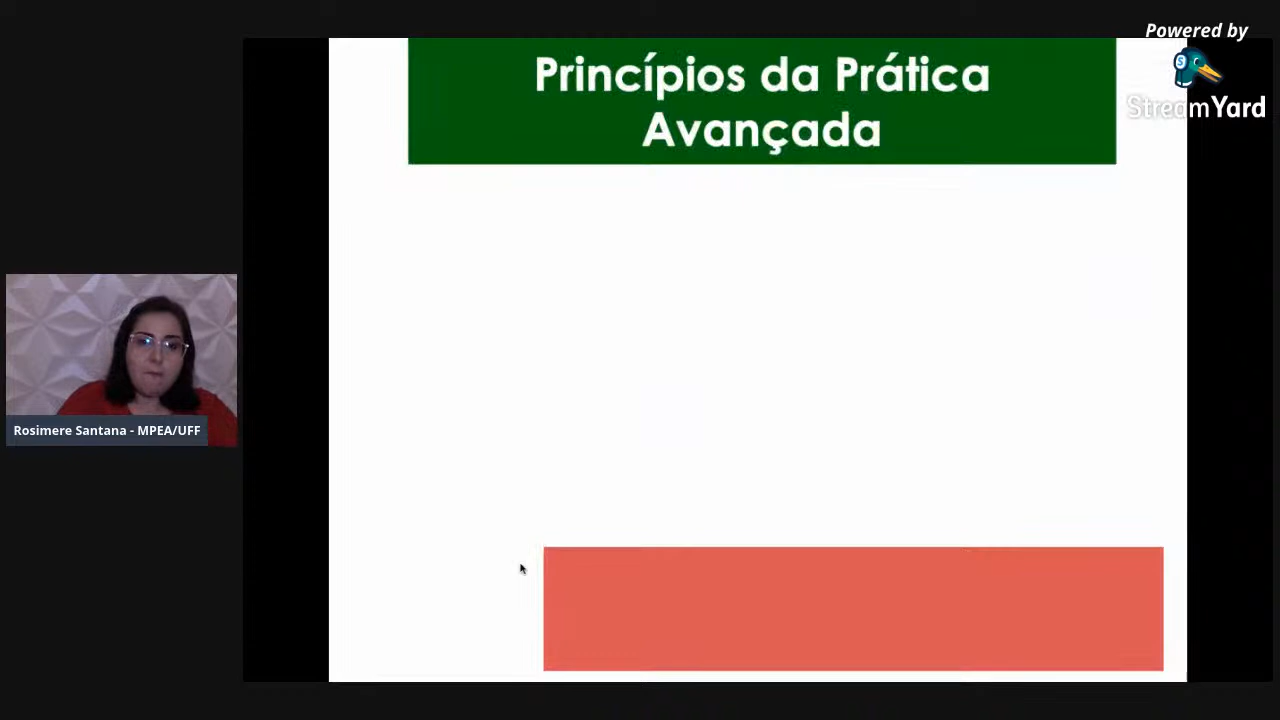 Powered by
StreamYard
Princípios da Prática
Avançada
Rosimere Santana - MPEA/UFF